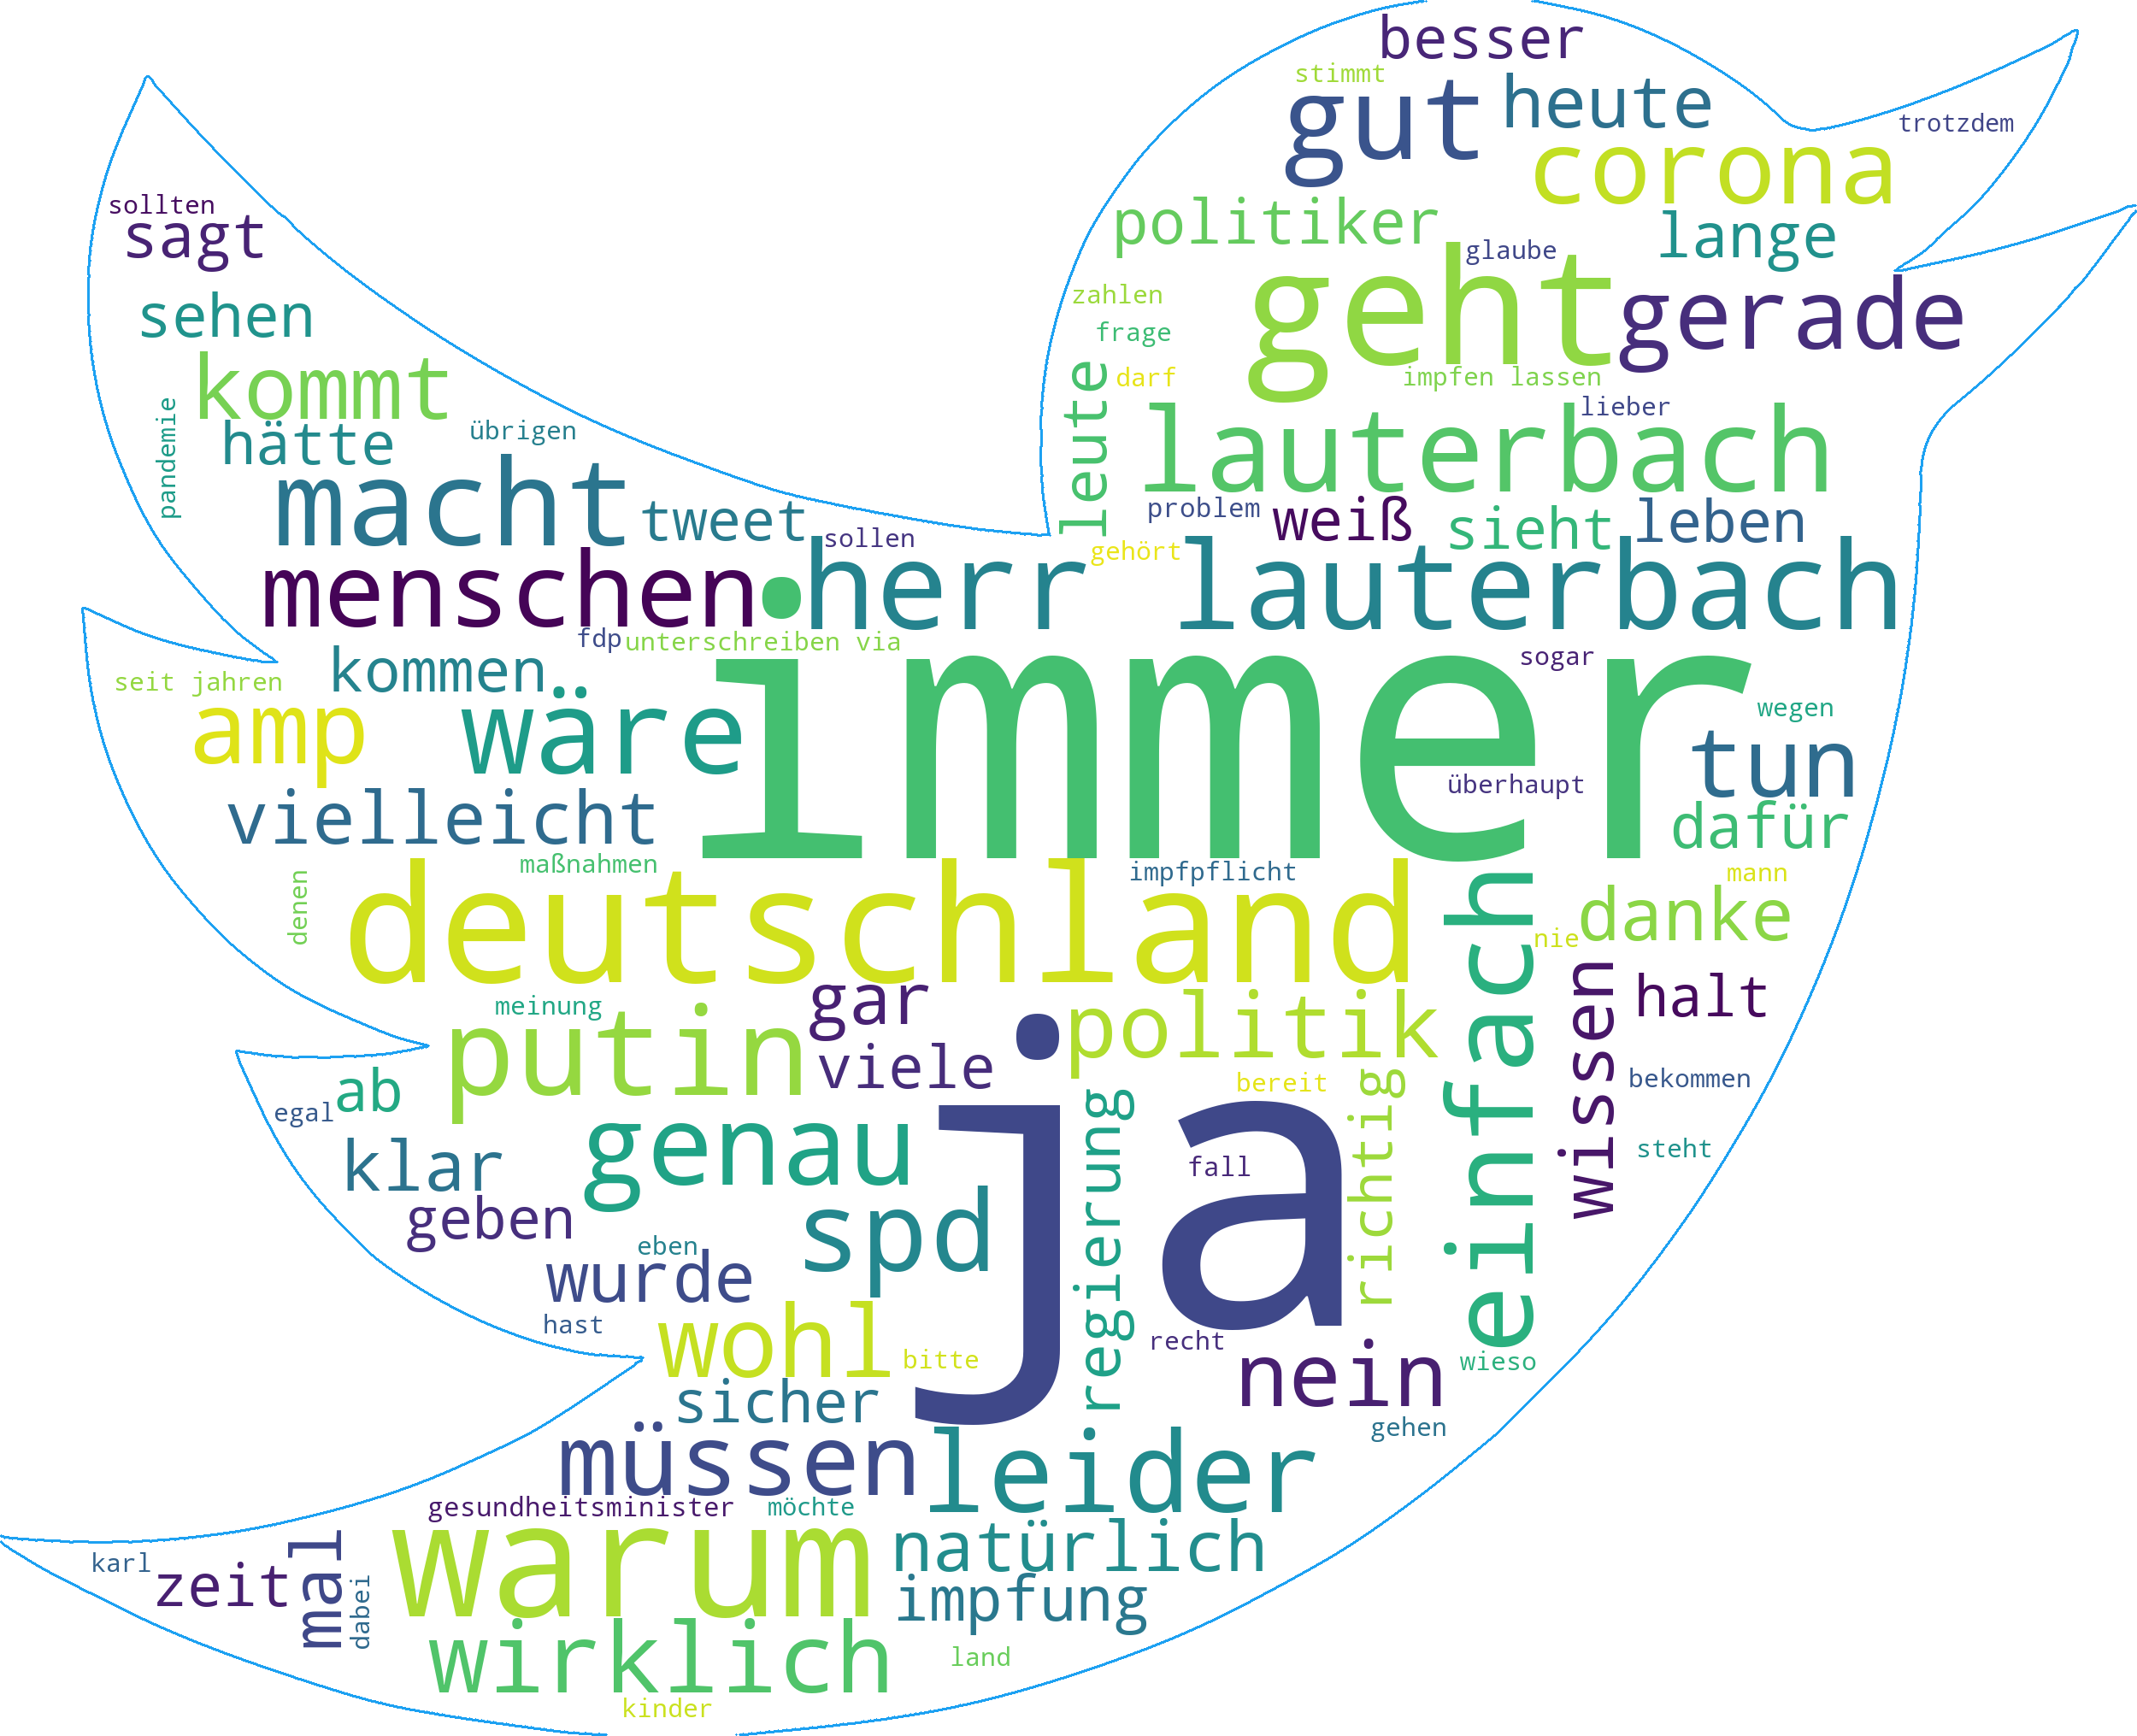 besser
stimmt
gut
heute
trotzdem
corona
sollten
sagt
politiker
lange
glaube
geht
gerade
sehen
zahlen
frage
kommt
leute
darf
impfen lassen
lieber
pandemie
hätte
übrigen
lauterbach
macht
tweet
sollen
problem
weiß
sieht
leben
gehört
menschen
herr lauterbach
fdp
unterschreiben via
immer
sogar
kommen
seit jahren
amp
wäre
wegen
tun
überhaupt
vielleicht
dafür
maßnahmen
impfpflicht
mann
denen
deutschland
einfach
danke
nie
wissen
halt
gar
meinung
putin
politik
viele
bereit
bekommen
ab
egal
ja
regierung
richtig
genau
klar
fall
steht
geben
spd
eben
wurde
hast
wohl
bitte
recht
nein
wieso
sicher
gehen
müssen
leider
gesundheitsminister
möchte
warum
natürlich
karl
zeit
mal
dabei
impfung
wirklich
land
kinder